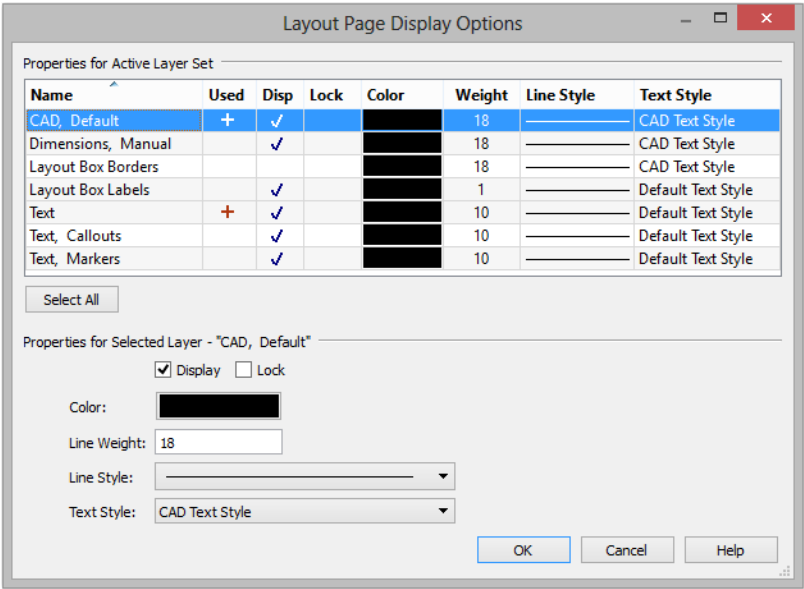 Layout Page Display Options
Properties for Active Layer Set
Name Used Disp Lock Color Weight Line Style Text Style
CAD, Default 18 CAD Text Style
Dimensions, Manual 18 CAD Text Style
Layout Box Borders 18 CAD Text Style
Layout Box Labels 1 Default Text Style
Text 10 Default Text Style
Text, Callouts 10 Default Text Style
Text, Markers 10 Default Text Style
Select All
Properties for Selected Layer - "CAD, Default"
Display Lock
Color:
Line Weight: 18
Line Style:
Text Style: CAD Text Style
OK Cancel Help